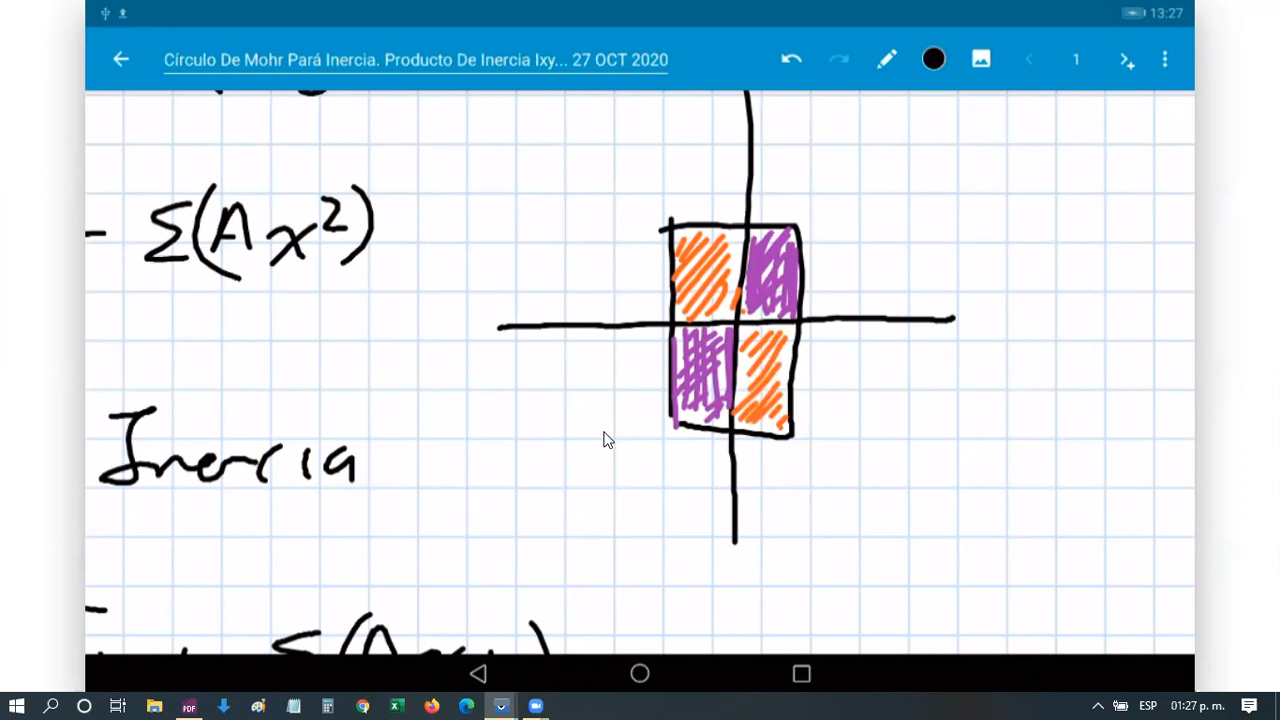 13:27
Círculo De Mohr Pará Inercia. Producto De Inercia Ixy... 27 OCT 2020
1
- Σ(Ax²)
Inercia
Σ(A
ESP
01:27 p. m.